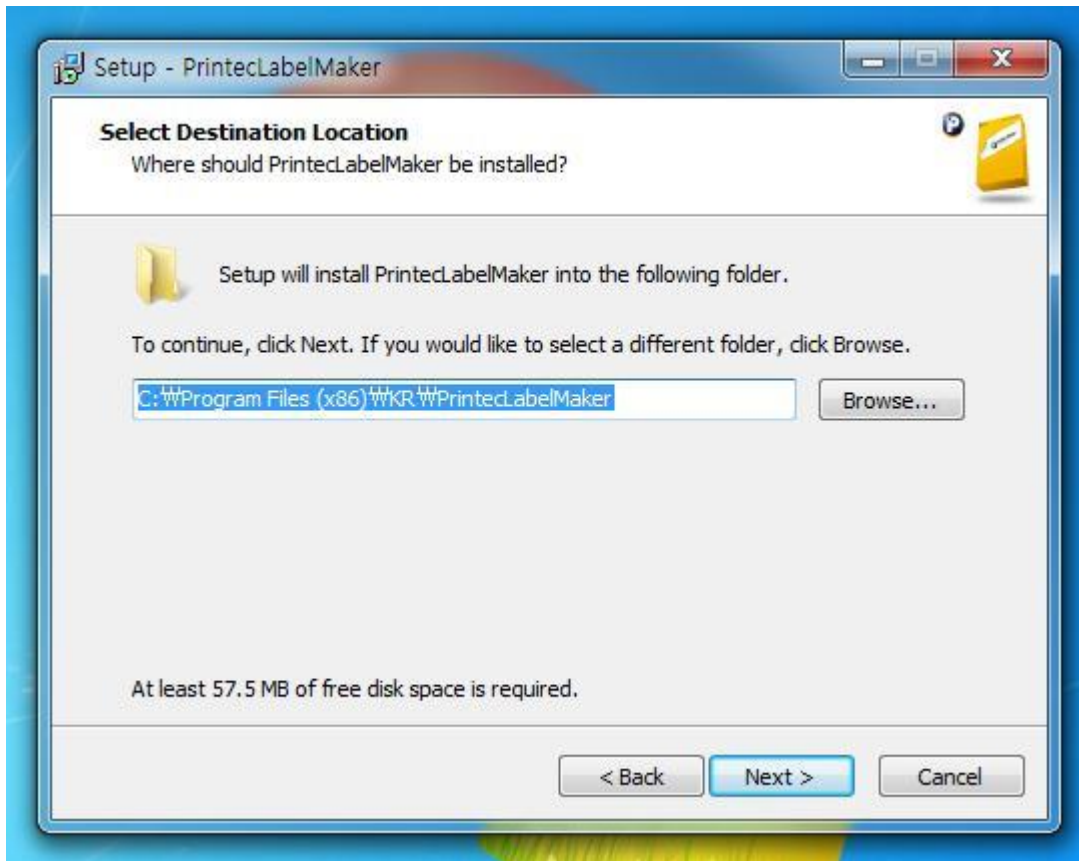 Setup - PrintecLabelMaker
Select Destination Location
Where should PrintecLabelMaker be installed?
Setup will install PrintecLabelMaker into the following folder.
To continue, click Next. If you would like to select a different folder, click Browse.
C:₩Program Files (x86)₩KR₩PrintecLabelMaker
Browse...
At least 57.5 MB of free disk space is required.
< Back
Next >
Cancel